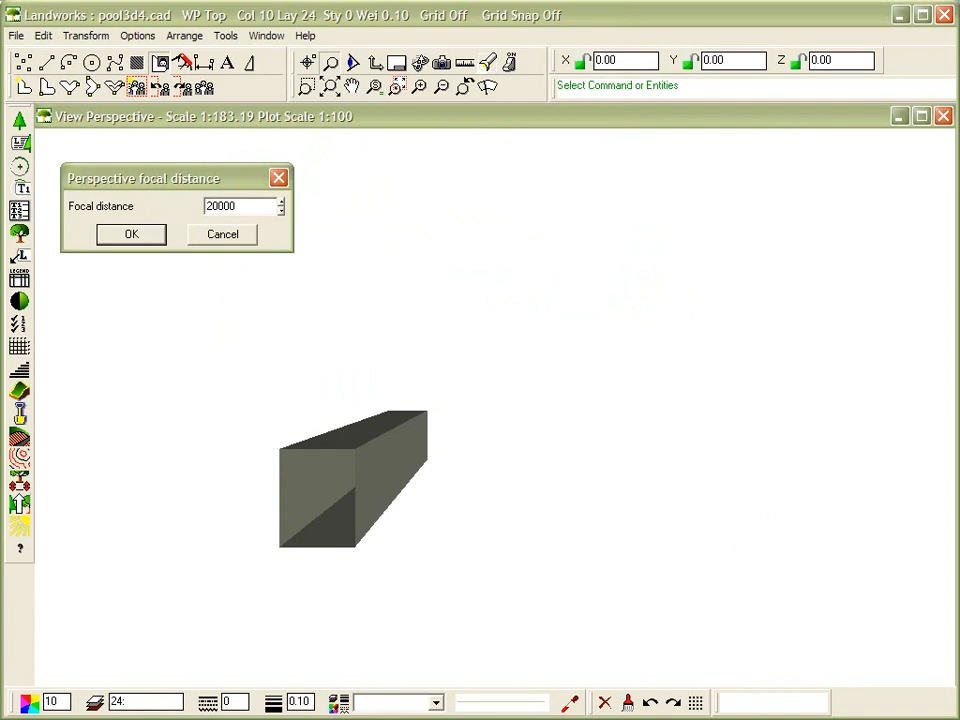 Landworks : pool3d4.cad WP Top Col 10 Lay 24 Sty 0 Wei 0.10 Grid Off Grid Snap Off
File Edit Transform Options Arrange Tools Window Help
X 0.00 Y 0.00 Z 0.00
A
Select Command or Entities
View Perspective - Scale 1:183.19 Plot Scale 1:100
Perspective focal distance
Focal distance 20000
OK Cancel
T1
L
LEGEND
?
10 24: 0 0.10